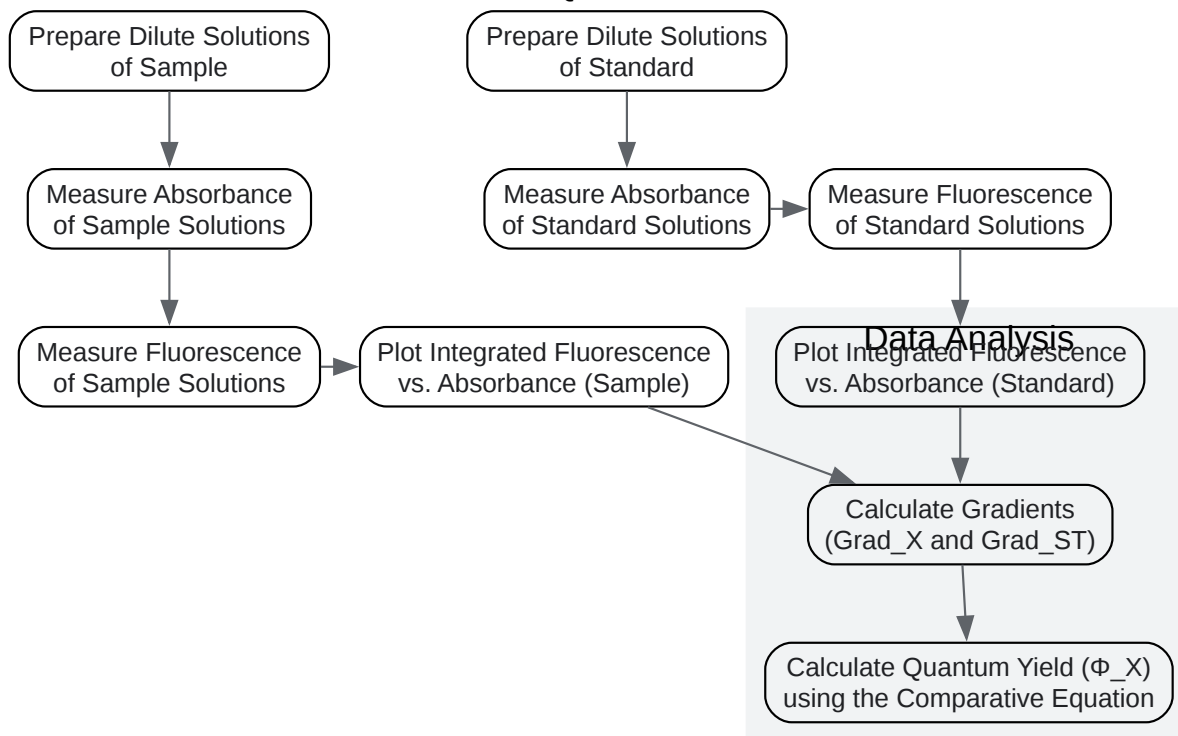 Prepare Dilute Solutions
of Sample
Prepare Dilute Solutions
of Standard
Measure Absorbance
of Sample Solutions
Measure Absorbance
of Standard Solutions
Measure Fluorescence
of Standard Solutions
Measure Fluorescence
of Sample Solutions
Plot Integrated Fluorescence
vs. Absorbance (Sample)
Data Analysis
Plot Integrated Fluorescence
vs. Absorbance (Standard)
Calculate Gradients
(Grad_X and Grad_ST)
Calculate Quantum Yield (Φ_X)
using the Comparative Equation